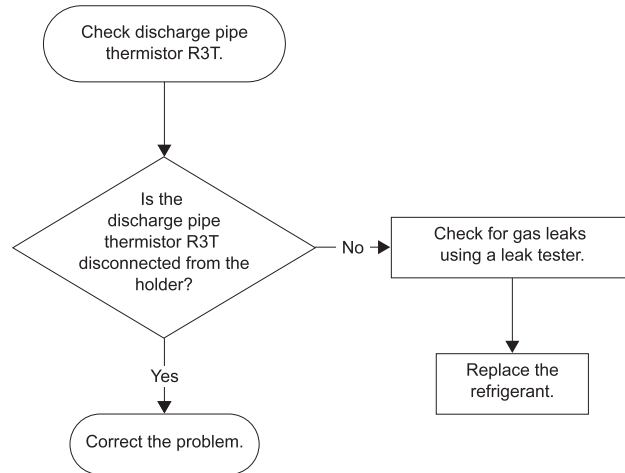 Check discharge pipe
thermistor R3T.
Is the
discharge pipe
thermistor R3T
disconnected from the
holder?
No
Check for gas leaks
using a leak tester.
Yes
Replace the
refrigerant.
Correct the problem.